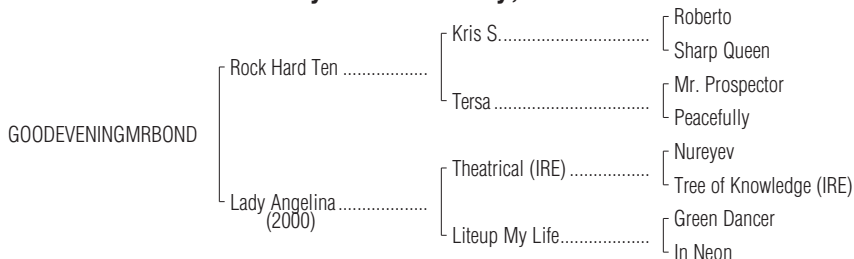 Roberto
Kris S.
Sharp Queen
Rock Hard Ten
Mr. Prospector
Tersa
Peacefully
GOODEVENINGMRBOND
Nureyev
Theatrical (IRE)
Tree of Knowledge (IRE)
Lady Angelina
(2000)
Green Dancer
Liteup My Life
In Neon